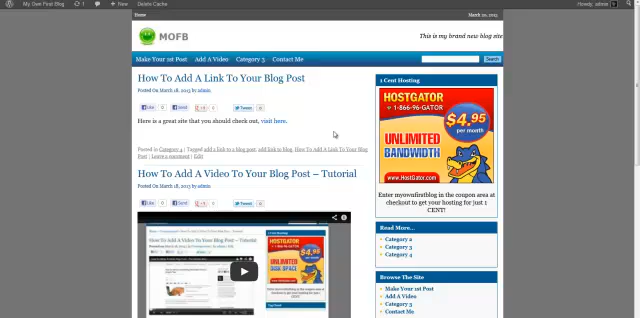 My Own First Blog 1 New Delete Cache Howdy, admin
Home March 20, 2013
MOFB This is my brand new blog site
Make Your 1st Post Add A Video Category 3 Contact Me Search
How To Add A Link To Your Blog Post
Posted On March 18, 2013 by admin.
Like 0 Send +1 0 Tweet 0
Here is a great site that you should check out, visit here.
Posted in Category 4 | Tagged add a link to a blog post, add link to blog, How To Add A Link To Your Blog
Post | Leave a comment | Edit
How To Add A Video To Your Blog Post – Tutorial
Posted On March 18, 2013 by admin.
Like 0 Send +1 0 Tweet 0
How To Add A Video To Your Blog Post – Tutorial
1 Cent Hosting
HOSTGATOR
UNLIMITED
DISK SPACE
1 Cent Hosting
HOSTGATOR
1-866-96-GATOR
$4.95
per month
UNLIMITED
BANDWIDTH
www.HostGator.com
Enter myownfirstblog in the coupon area at
checkout to get your hosting for just 1
CENT!
Read More...
Category 2
Category 3
Category 4
Browse The Site
Make Your 1st Post
Add A Video
Category 3
Contact Me